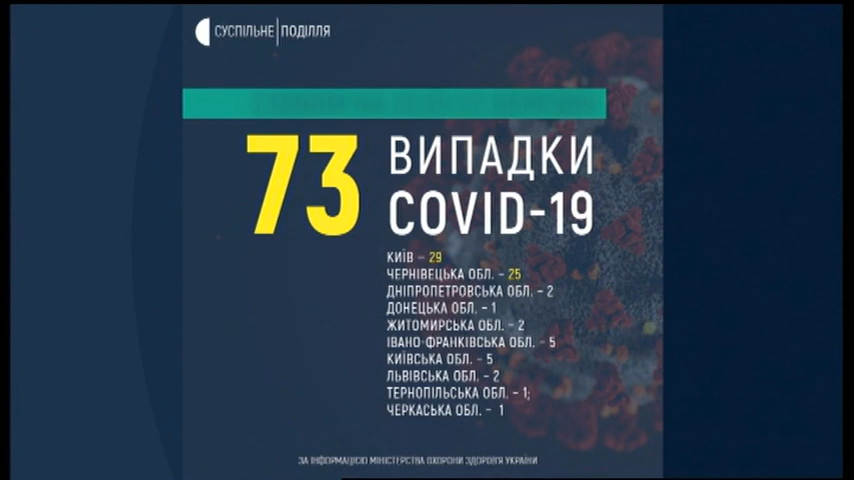 СУСПІЛЬНЕ | ПОДІЛЛЯ
73 ВИПАДКИ
COVID-19
КИЇВ – 29
ЧЕРНІВЕЦЬКА ОБЛ. – 25
ДНІПРОПЕТРОВСЬКА ОБЛ. – 2
ДОНЕЦЬКА ОБЛ. – 1
ЖИТОМИРСЬКА ОБЛ. – 2
ІВАНО-ФРАНКІВСЬКА ОБЛ. – 5
КИЇВСЬКА ОБЛ. – 5
ЛЬВІВСЬКА ОБЛ. – 2
ТЕРНОПІЛЬСЬКА ОБЛ. – 1;
ЧЕРКАСЬКА ОБЛ. – 1
ЗА ІНФОРМАЦІЄЮ МІНІСТЕРСТВА ОХОРОНИ ЗДОРОВ'Я УКРАЇНИ